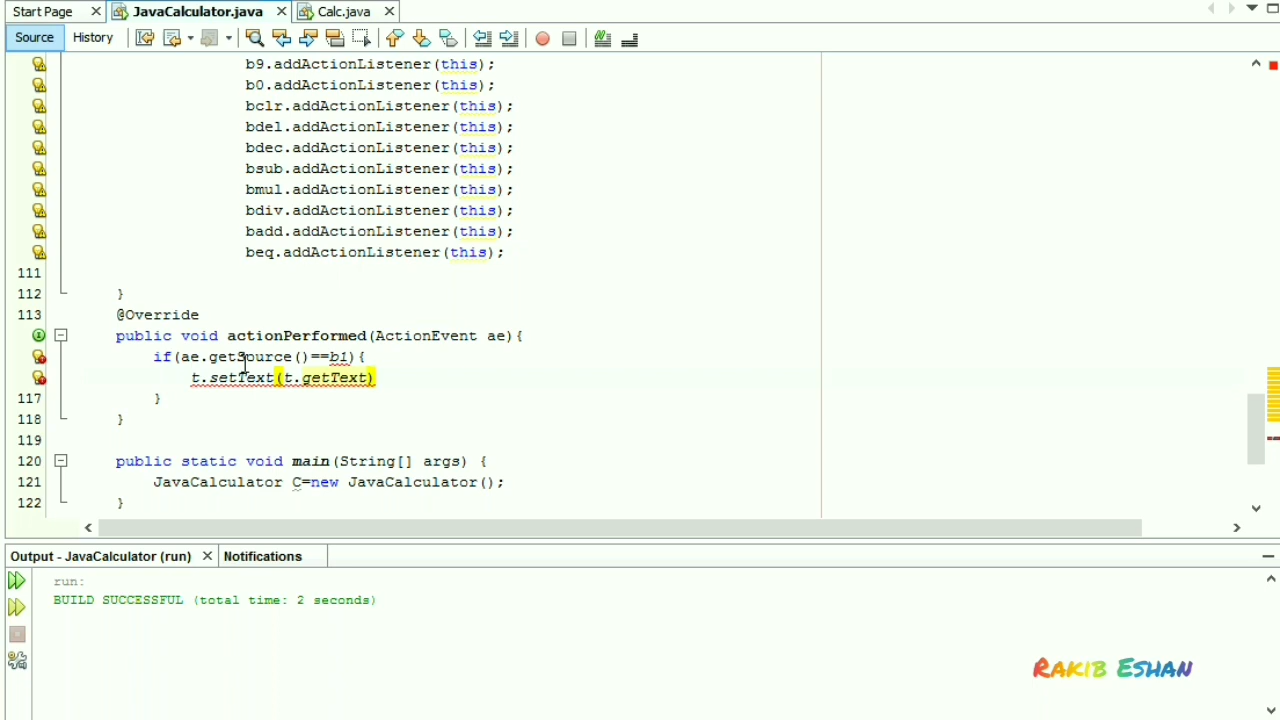 Start Page JavaCalculator.java Calc.java
Source History
b9.addActionListener(this);
b0.addActionListener(this);
bclr.addActionListener(this);
bdel.addActionListener(this);
bdec.addActionListener(this);
bsub.addActionListener(this);
bmul.addActionListener(this);
bdiv.addActionListener(this);
badd.addActionListener(this);
beq.addActionListener(this);
111
112 }
113 @Override
public void actionPerformed(ActionEvent ae){
if(ae.getSource()==b1){
t.setText(t.getText)
117 }
118 }
119
120 public static void main(String[] args) {
121 JavaCalculator C=new JavaCalculator();
122 }
Output - JavaCalculator (run) Notifications
run:
BUILD SUCCESSFUL (total time: 2 seconds)
Rakib Eshan